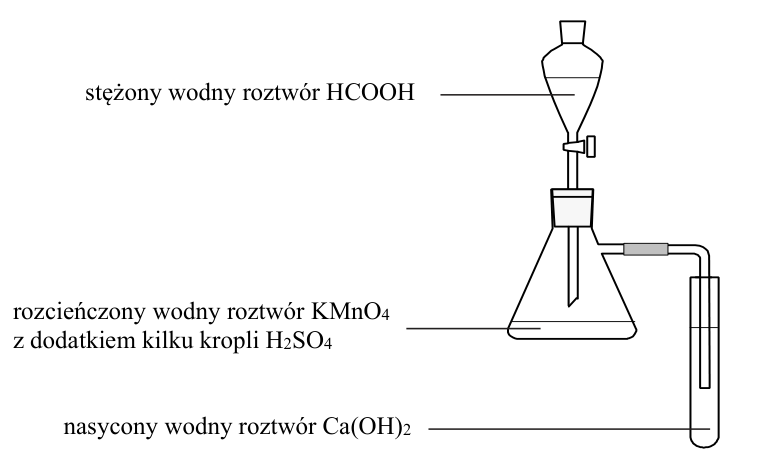 stężony wodny roztwór HCOOH
rozcieńczony wodny roztwór KMnO4
z dodatkiem kilku kropli H2SO4
nasycony wodny roztwór Ca(OH)2